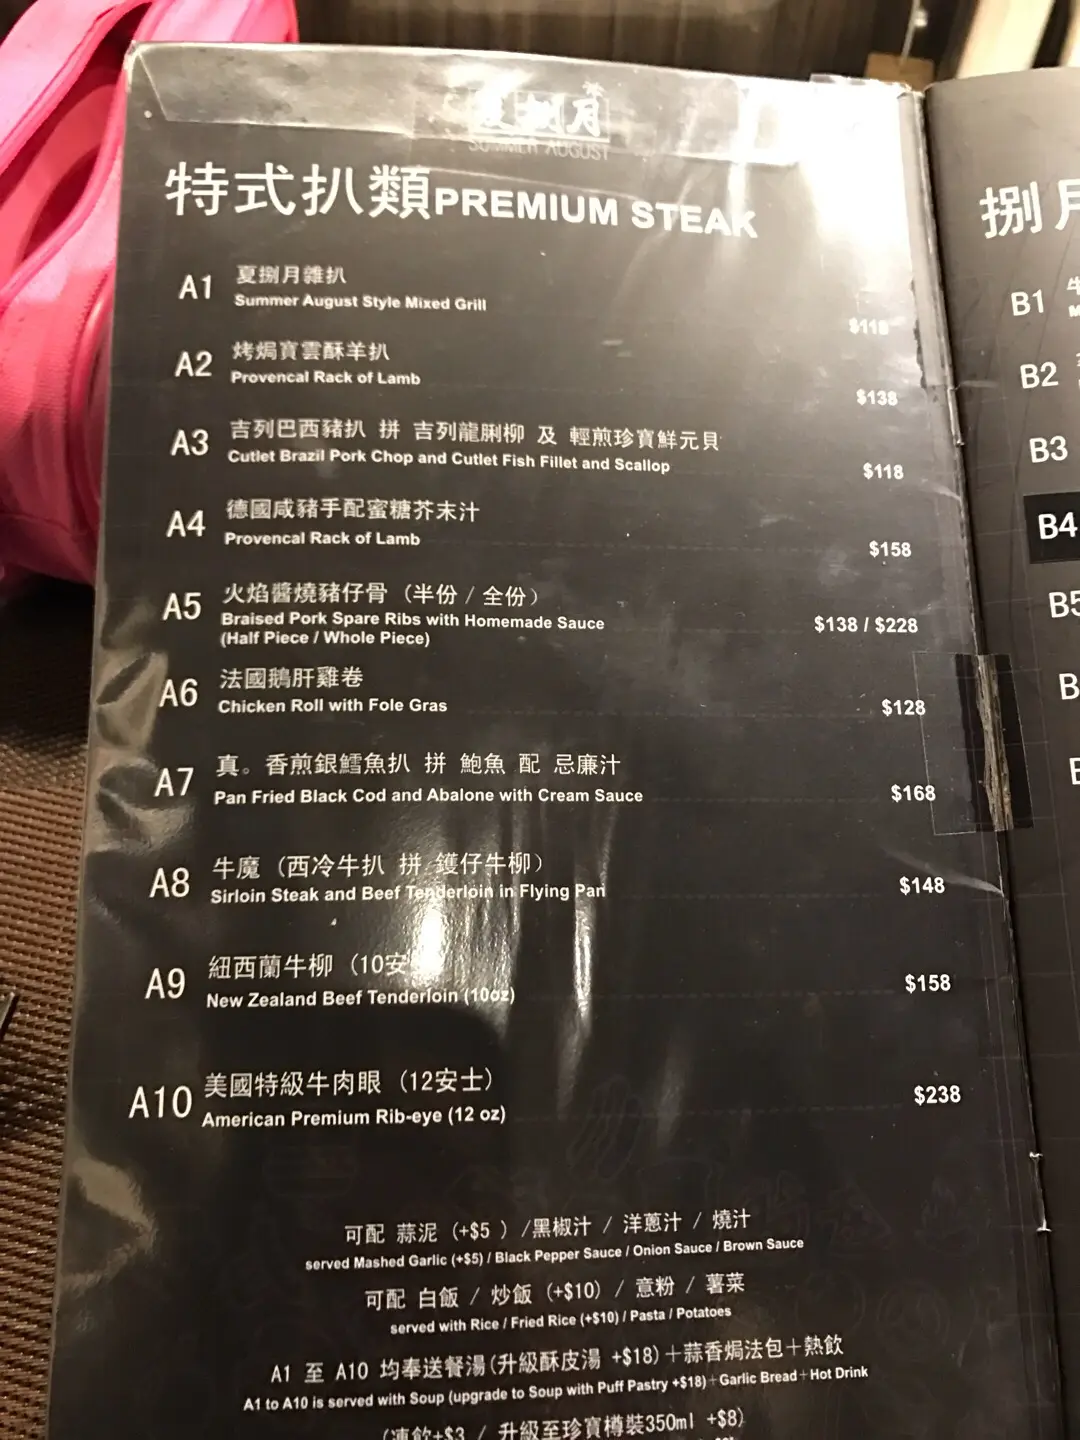 夏捌月
SUMMER AUGUST
特式扒類PREMIUM STEAK
A1 夏捌月雜扒
Summer August Style Mixed Grill
$118
A2 烤焗寶雲酥羊扒
Provencal Rack of Lamb
$138
A3 吉列巴西豬扒 拼 吉列龍脷柳 及 輕煎珍寶鮮元貝
Cutlet Brazil Pork Chop and Cutlet Fish Fillet and Scallop
$118
A4 德國咸豬手配蜜糖芥末汁
Provencal Rack of Lamb
$158
A5 火焰醬燒豬仔骨 (半份 / 全份)
Braised Pork Spare Ribs with Homemade Sauce
(Half Piece / Whole Piece)
$138 / $228
A6 法國鵝肝雞卷
Chicken Roll with Fole Gras
$128
A7 真。香煎銀鱈魚扒 拼 鮑魚 配 忌廉汁
Pan Fried Black Cod and Abalone with Cream Sauce
$168
A8 牛魔 (西冷牛扒 拼 鑊仔牛柳)
Sirloin Steak and Beef Tenderloin in Flying Pan
$148
A9 紐西蘭牛柳 (10安
New Zealand Beef Tenderloin (10oz)
$158
A10 美國特級牛肉眼 (12安士)
American Premium Rib-eye (12 oz)
$238
可配 蒜泥 (+$5 ) /黑椒汁 / 洋蔥汁 / 燒汁
served Mashed Garlic (+$5) / Black Pepper Sauce / Onion Sauce / Brown Sauce
可配 白飯 / 炒飯 (+$10) / 意粉 / 薯菜
served with Rice / Fried Rice (+$10) / Pasta / Potatoes
A1 至 A10 均奉送餐湯(升級酥皮湯 +$18)+蒜香焗法包+熱飲
A1 to A10 is served with Soup (upgrade to Soup with Puff Pastry +$18)+Garlic Bread+Hot Drink
(凍飲+$3 / 升級至珍寶樽裝350ml +$8)
捌月
B1
B2
B3
B4